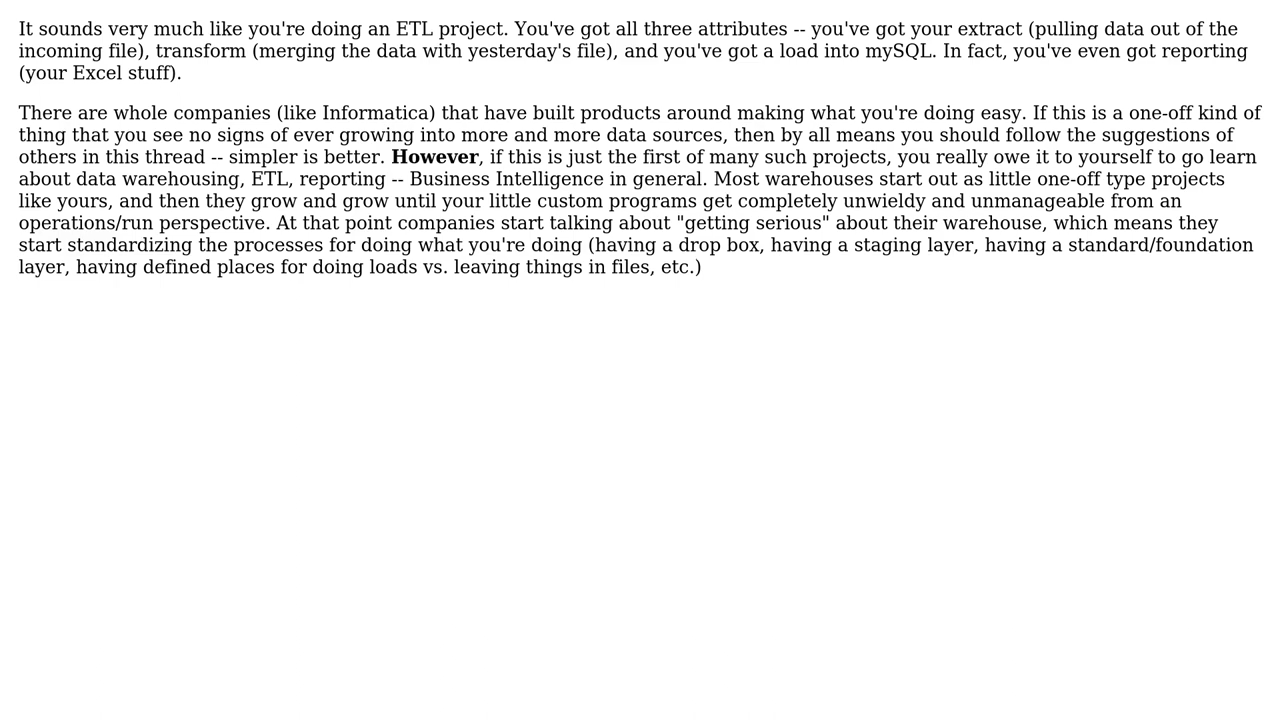 It sounds very much like you're doing an ETL project. You've got all three attributes -- you've got your extract (pulling data out of the
incoming file), transform (merging the data with yesterday's file), and you've got a load into mySQL. In fact, you've even got reporting
(your Excel stuff).
There are whole companies (like Informatica) that have built products around making what you're doing easy. If this is a one-off kind of
thing that you see no signs of ever growing into more and more data sources, then by all means you should follow the suggestions of
others in this thread -- simpler is better. However, if this is just the first of many such projects, you really owe it to yourself to go learn
about data warehousing, ETL, reporting -- Business Intelligence in general. Most warehouses start out as little one-off type projects
like yours, and then they grow and grow until your little custom programs get completely unwieldy and unmanageable from an
operations/run perspective. At that point companies start talking about "getting serious" about their warehouse, which means they
start standardizing the processes for doing what you're doing (having a drop box, having a staging layer, having a standard/foundation
layer, having defined places for doing loads vs. leaving things in files, etc.)